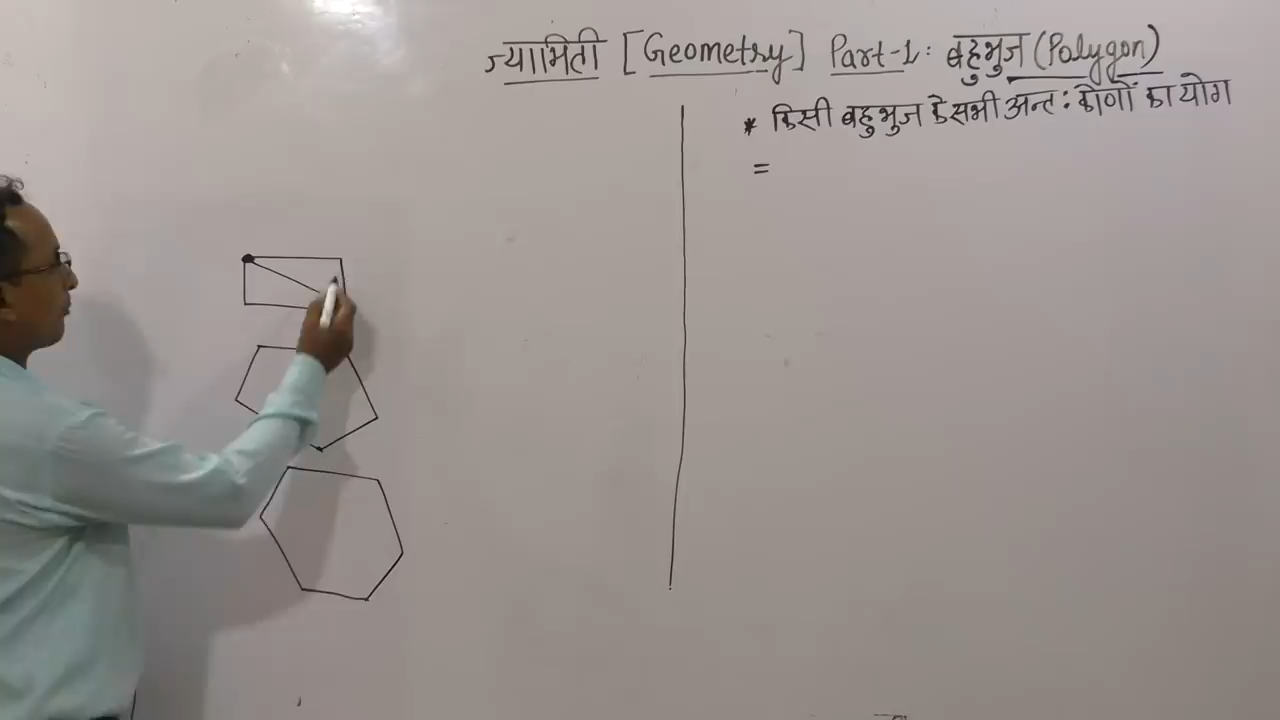 ज्यामिती [Geometry] Part-1: बहुभुज (Polygon)
* किसी बहुभुज के सभी अन्त: कोणों का योग
=